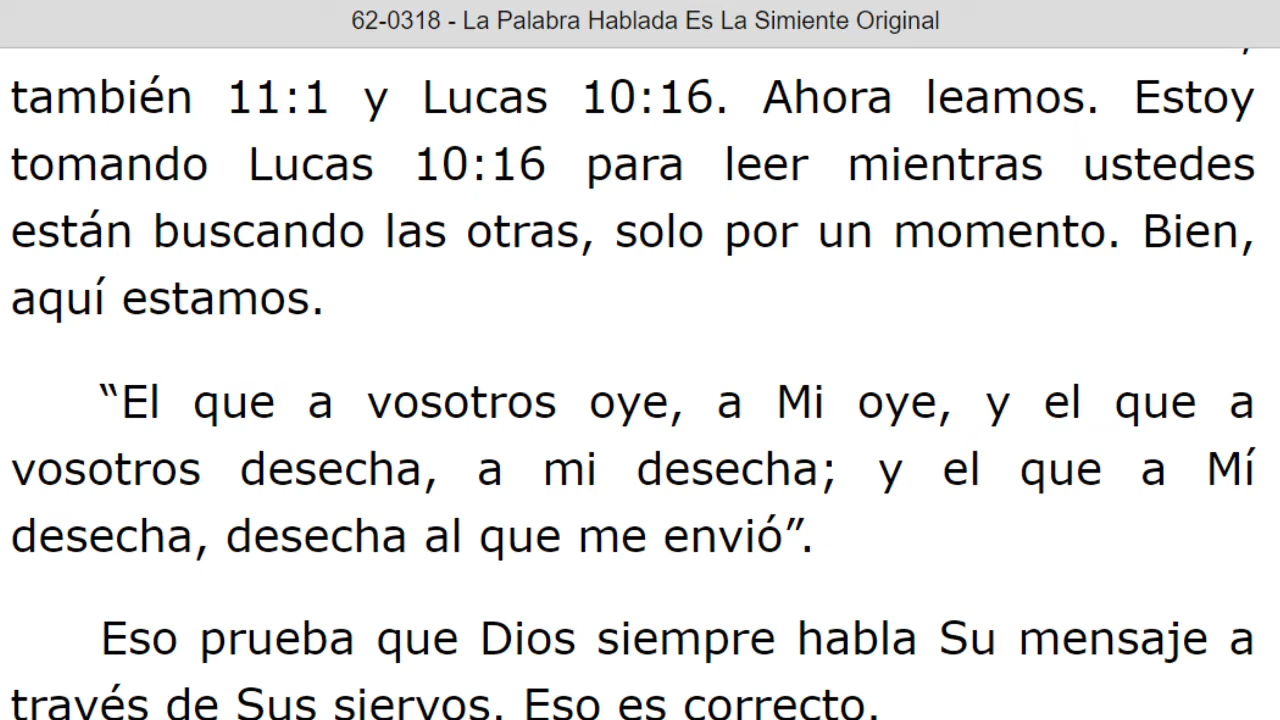 62-0318 - La Palabra Hablada Es La Simiente Original
también 11:1 y Lucas 10:16. Ahora leamos. Estoy
tomando Lucas 10:16 para leer mientras ustedes
están buscando las otras, solo por un momento. Bien,
aquí estamos.
“El que a vosotros oye, a Mi oye, y el que a
vosotros desecha, a mi desecha; y el que a Mí
desecha, desecha al que me envió”.
Eso prueba que Dios siempre habla Su mensaje a
través de Sus siervos. Eso es correcto.